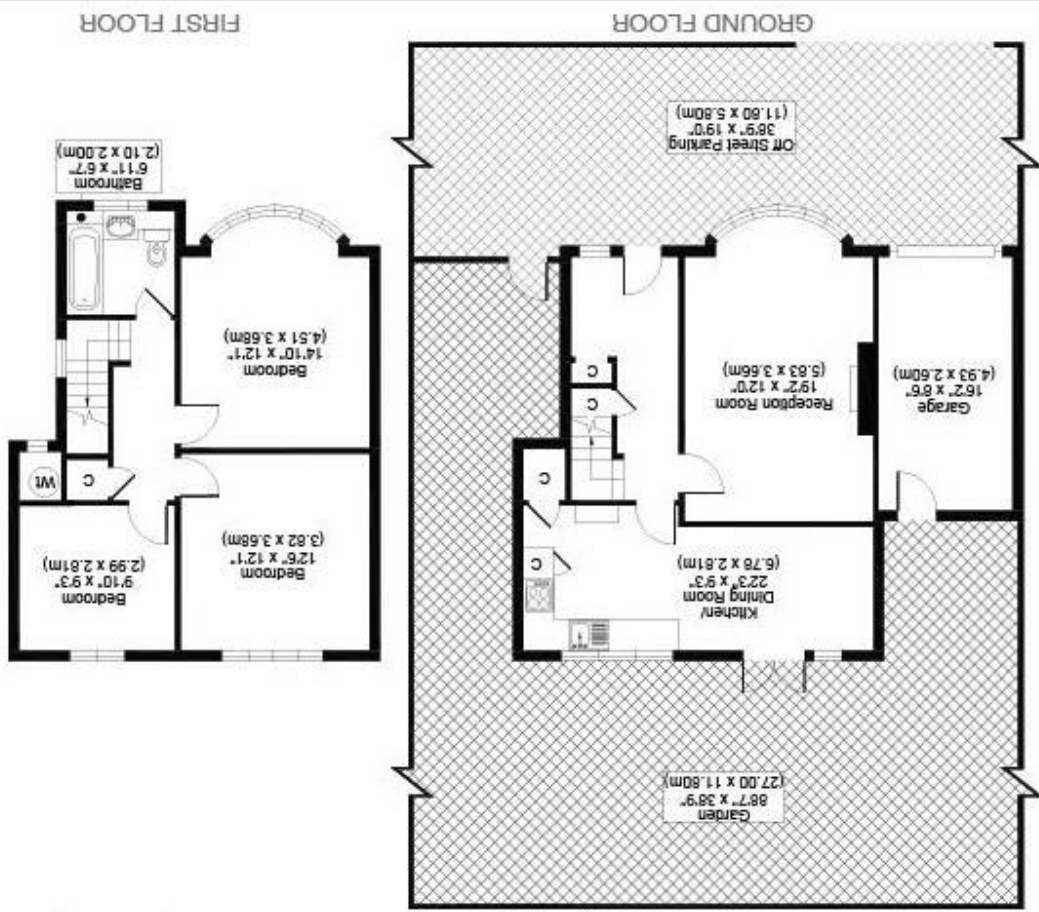 Garden
88'7" x 38'9"
(27.00 x 11.80m)
Kitchen/
Dining Room
22'3" x 9'3"
(6.78 x 2.81m)
C
C
Garage
16'2" x 8'6"
(4.93 x 2.60m)
Reception Room
19'2" x 12'0"
(5.83 x 3.66m)
C
C
Off Street Parking
38'9" x 19'0"
(11.80 x 5.80m)
GROUND FLOOR
Bedroom
12'6" x 12'1"
(3.82 x 3.68m)
Bedroom
9'10" x 9'3"
(2.99 x 2.81m)
C
Wt
Bedroom
14'10" x 12'1"
(4.51 x 3.68m)
Bathroom
6'11" x 6'7"
(2.10 x 2.00m)
FIRST FLOOR